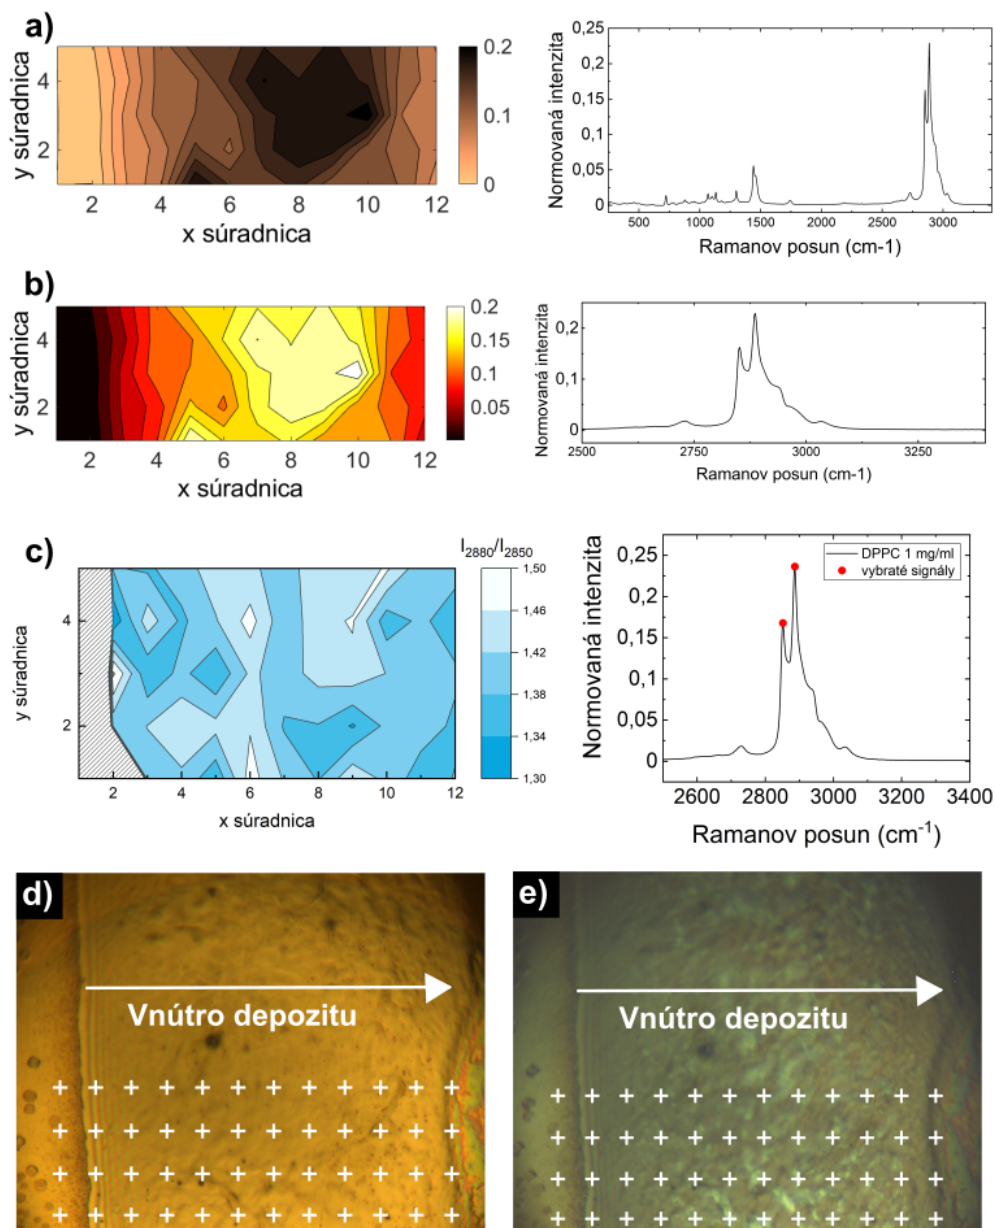 a)
y súradnica
4
2
2 4 6 8 10 12
x súradnica
0.2
0.1
0
Normovaná intenzita
0,25
0,2
0,15
0,1
0,05
0
500 1000 1500 2000 2500 3000
Ramanov posun (cm-1)
b)
y súradnica
4
2
2 4 6 8 10 12
x súradnica
0.2
0.15
0.1
0.05
Normovaná intenzita
0,2
0,1
0
2500 2750 3000 3250
Ramanov posun (cm-1)
c)
I2880/I2850
y súradnica
4
2
2 4 6 8 10 12
x súradnica
1,50
1,46
1,42
1,38
1,34
1,30
Normovaná intenzita
0,25
0,2
0,15
0,1
0,05
0
DPPC 1 mg/ml
vybraté signály
2600 2800 3000 3200 3400
Ramanov posun (cm-1)
d)
Vnútro depozitu
e)
Vnútro depozitu